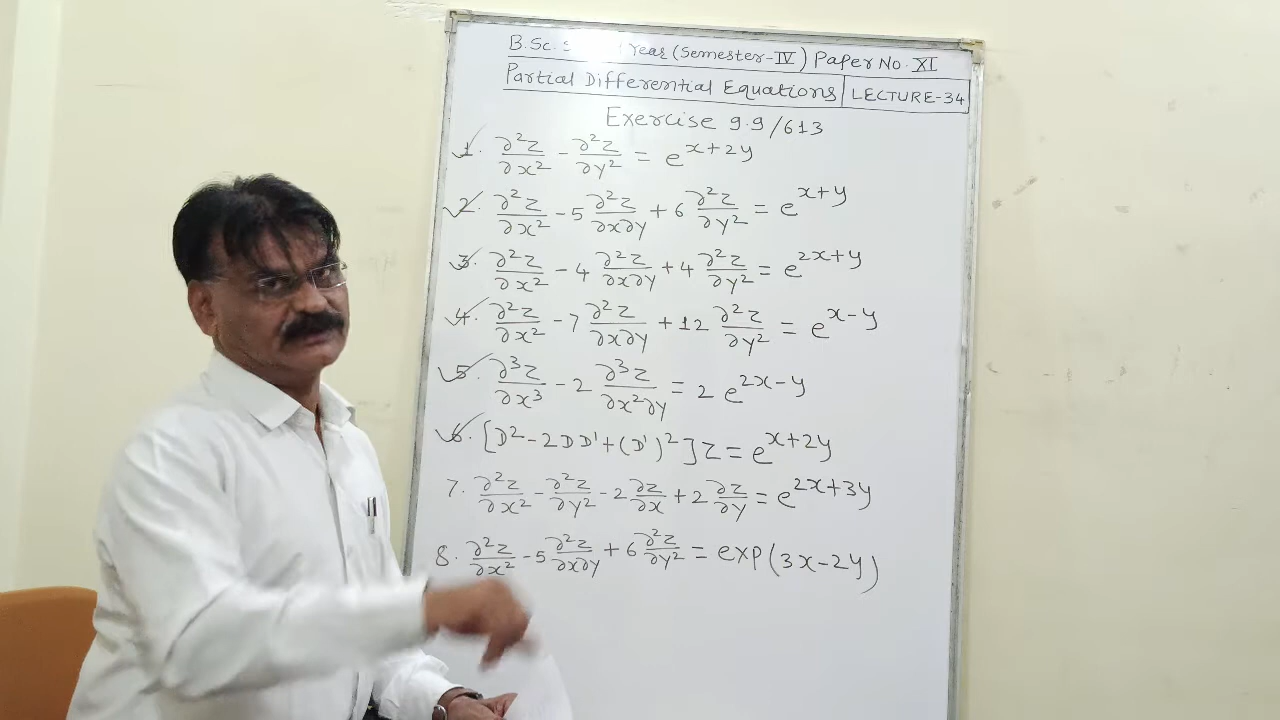 B.Sc. S Year (Semester-IV) Paper No. XI
Partial Differential Equations LECTURE-34
Exercise 9.9/613
1. ∂²z/∂x² - ∂²z/∂y² = e^{x+2y}
2. ∂²z/∂x² - 5 ∂²z/∂x∂y + 6 ∂²z/∂y² = e^{x+y}
3. ∂²z/∂x² - 4 ∂²z/∂x∂y + 4 ∂²z/∂y² = e^{2x+y}
4. ∂²z/∂x² - 7 ∂²z/∂x∂y + 12 ∂²z/∂y² = e^{x-y}
5. ∂³z/∂x³ - 2 ∂³z/∂x²∂y = 2 e^{2x-y}
6. [D² - 2DD' + (D')²] z = e^{x+2y}
7. ∂²z/∂x² - ∂²z/∂y² - 2 ∂z/∂x + 2 ∂z/∂y = e^{2x+3y}
8. ∂²z/∂x² - 5 ∂²z/∂x∂y + 6 ∂²z/∂y² = exp(3x-2y)